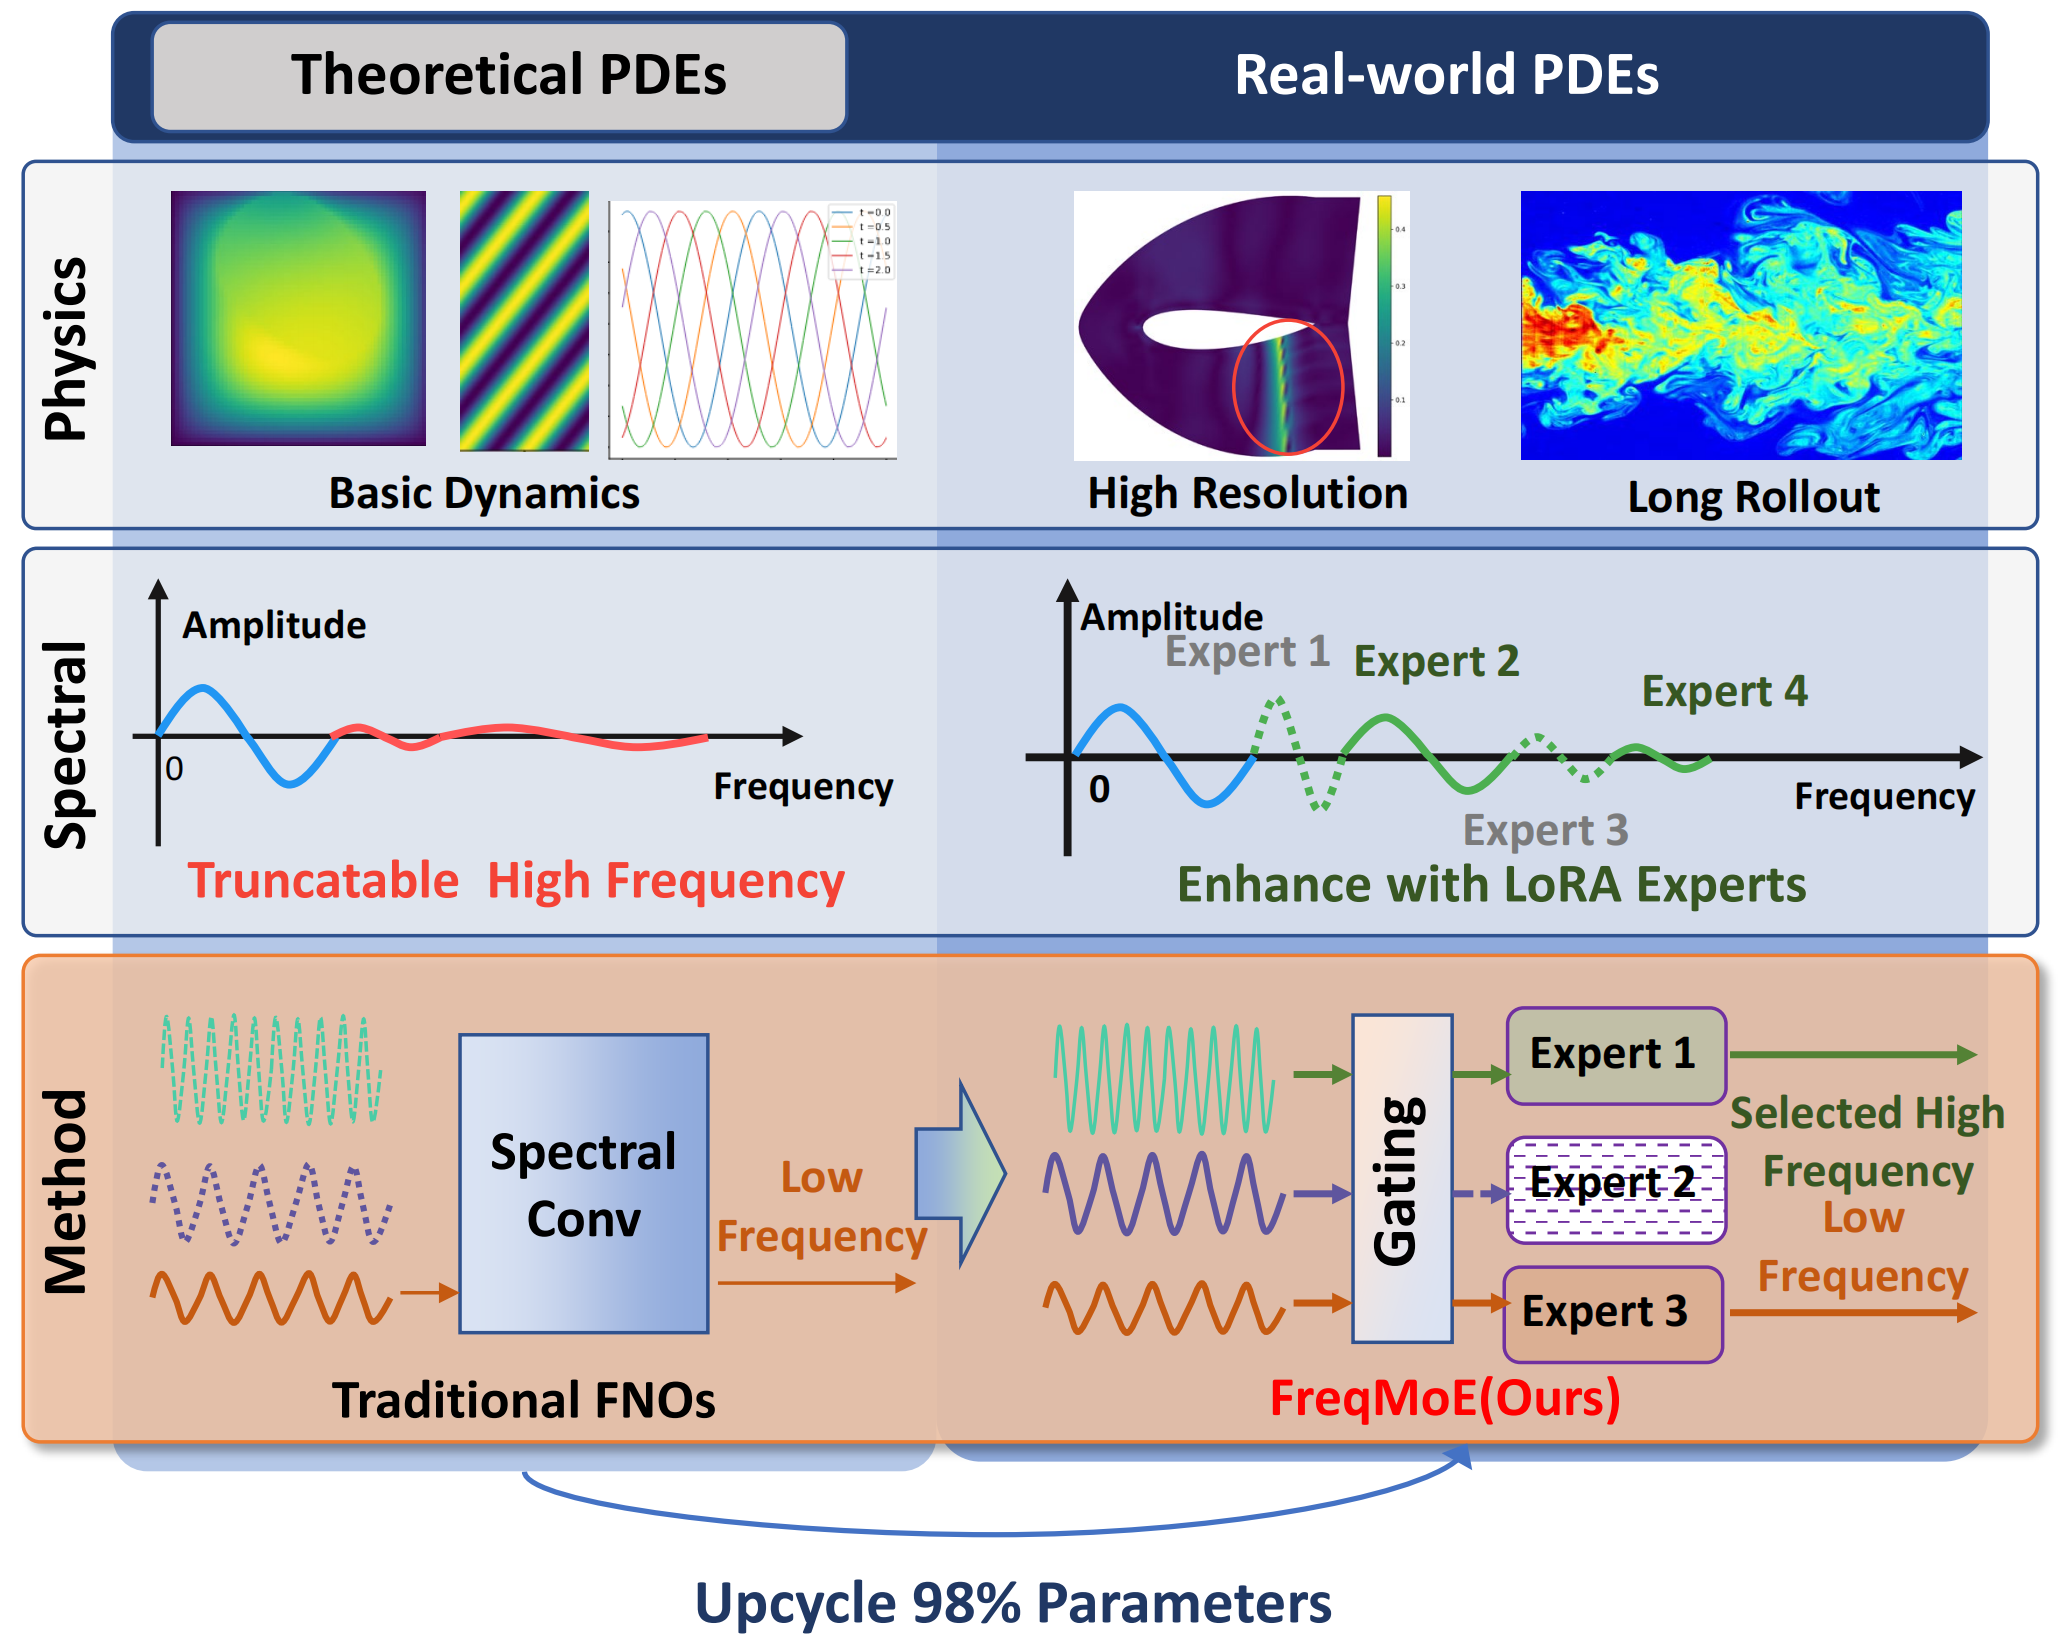 Theoretical PDEs
Real-world PDEs
Physics
t =0.0
t =0.5
t =1.0
t =1.5
t =2.0
0.4
0.3
0.2
0.1
Basic Dynamics
High Resolution
Long Rollout
Spectral
Amplitude
0
Frequency
Truncatable High Frequency
Amplitude
Expert 1
Expert 2
Expert 4
0
Frequency
Expert 3
Enhance with LoRA Experts
Method
Spectral
Conv
Low
Frequency
Traditional FNOs
Gating
Expert 1
Expert 2
Expert 3
Selected High
Frequency
Low
Frequency
FreqMoE(Ours)
Upcycle 98% Parameters